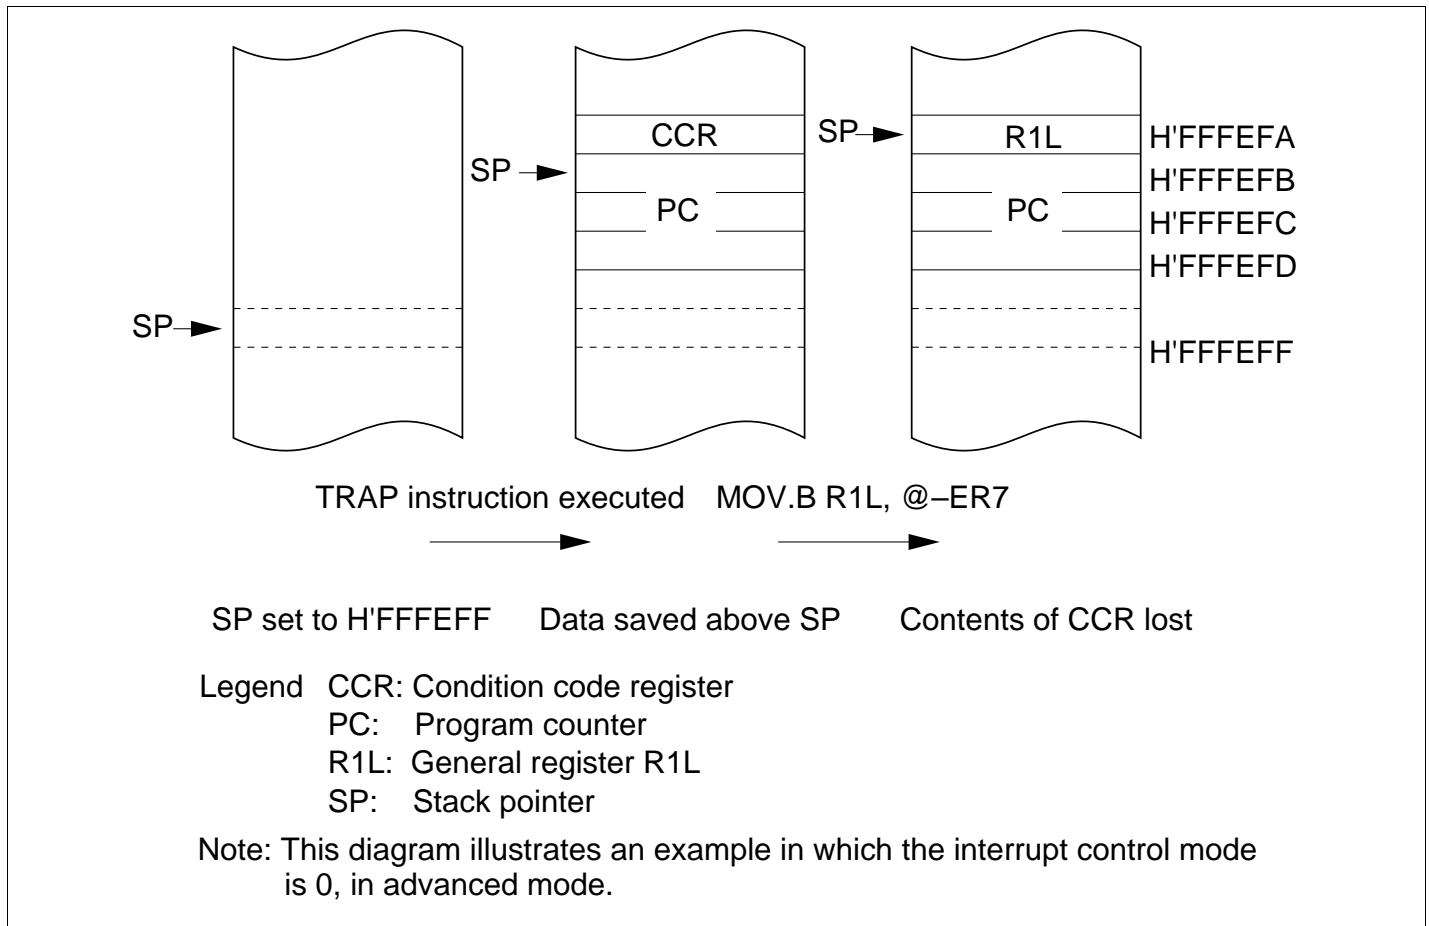 CCR
SP
R1L
H'FFFEFA
SP
H'FFFEFB
PC
PC
H'FFFEFC
H'FFFEFD
SP
H'FFFEFF
TRAP instruction executed
MOV.B R1L, @–ER7
SP set to H'FFFEFF
Data saved above SP
Contents of CCR lost
Legend CCR: Condition code register
PC: Program counter
R1L: General register R1L
SP: Stack pointer
Note: This diagram illustrates an example in which the interrupt control mode
is 0, in advanced mode.